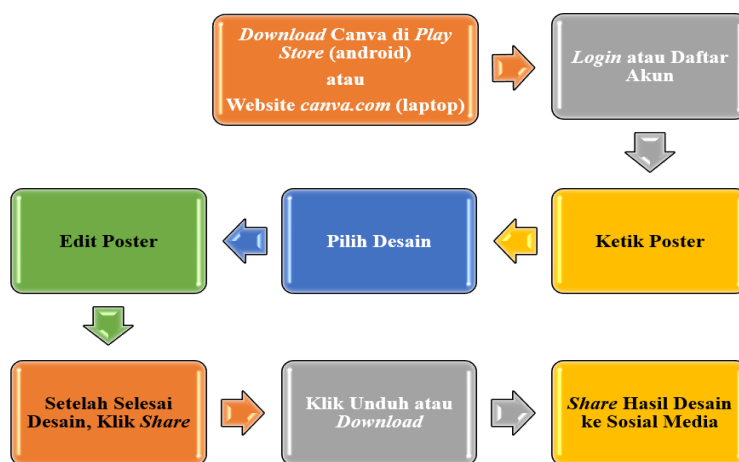 Download Canva di Play
Store (android)
atau
Website canva.com (laptop)
Login atau Daftar
Akun
Ketik Poster
Pilih Desain
Edit Poster
Setelah Selesai
Desain, Klik Share
Klik Unduh atau
Download
Share Hasil Desain
ke Sosial Media